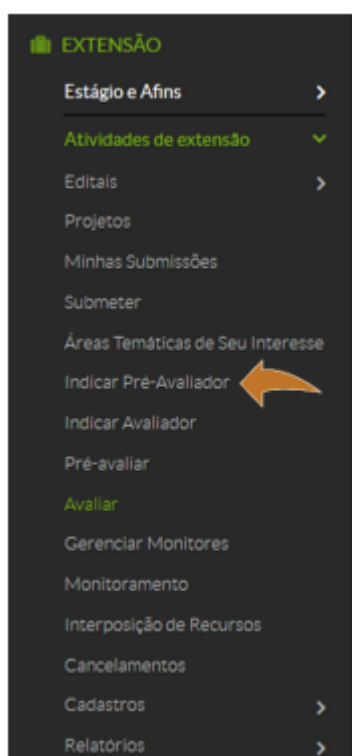 EXTENSÃO
Estágio e Afins
Atividades de extensão
Editais
Projetos
Minhas Submissões
Submeter
Áreas Temáticas de Seu Interesse
Indicar Pré-Avaliador
Indicar Avaliador
Pré-avaliar
Avaliar
Gerenciar Monitores
Monitoramento
Interposição de Recursos
Cancelamentos
Cadastros
Relatórios